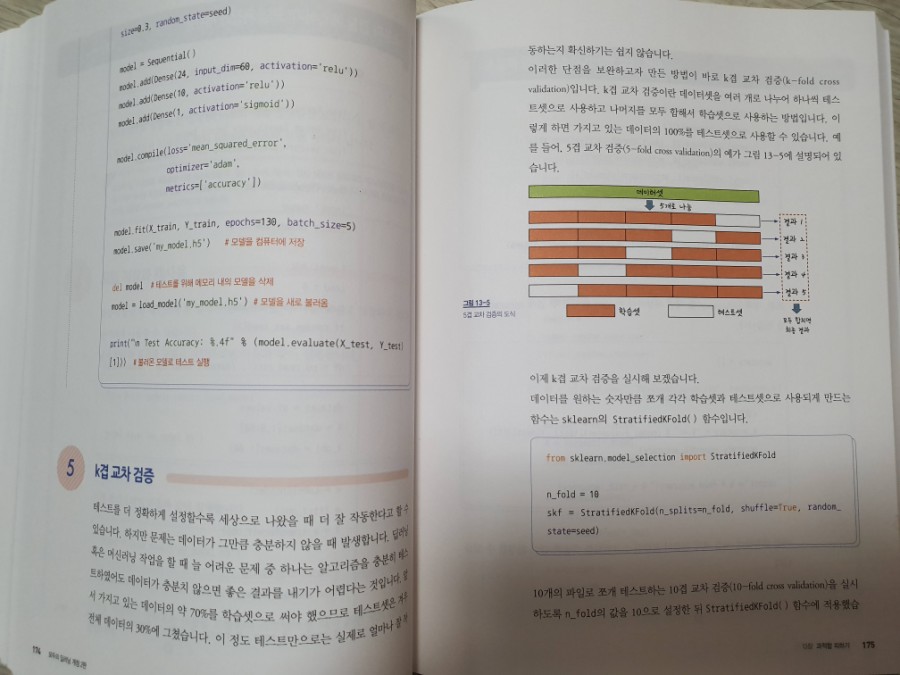 size=0.3, random_state=seed)
model = Sequential()
model.add(Dense(24, input_dim=60, activation='relu'))
model.add(Dense(10, activation='relu'))
model.add(Dense(1, activation='sigmoid'))
model.compile(loss='mean_squared_error',
optimizer='adam',
metrics=['accuracy'])
model.fit(X_train, Y_train, epochs=130, batch_size=5)
model.save('my_model.h5') # 모델을 컴퓨터에 저장
del model # 테스트를 위해 메모리 내의 모델을 삭제
model = load_model('my_model.h5') # 모델을 새로 불러옴
print("\n Test Accuracy: %.4f" % (model.evaluate(X_test, Y_test)
[1])) # 불러온 모델로 테스트 실행
5 k겹 교차 검증
테스트를 더 정확하게 설정할수록 세상으로 나왔을 때 더 잘 작동한다고 할 수
있습니다. 하지만 문제는 데이터가 그만큼 충분하지 않을 때 발생합니다. 딥러닝
혹은 머신러닝 작업을 할 때 늘 어려운 문제 중 하나는 알고리즘을 충분히 테스
트하였어도 데이터가 충분치 않으면 좋은 결과를 내기가 어렵다는 것입니다. 앞
서 가지고 있는 데이터의 약 70%를 학습셋으로 써야 했으므로 테스트셋은 겨우
전체 데이터의 30%에 그쳤습니다. 이 정도 테스트만으로는 실제로 얼마나 잘 작
174 모두의 딥러닝 개정 2판
동하는지 확신하기는 쉽지 않습니다.
이러한 단점을 보완하고자 만든 방법이 바로 k겹 교차 검증(k-fold cross
validation)입니다. k겹 교차 검증이란 데이터셋을 여러 개로 나누어 하나씩 테스
트셋으로 사용하고 나머지를 모두 합해서 학습셋으로 사용하는 방법입니다. 이
렇게 하면 가지고 있는 데이터의 100%를 테스트셋으로 사용할 수 있습니다. 예
를 들어, 5겹 교차 검증(5-fold cross validation)의 예가 그림 13-5에 설명되어 있
습니다.
데이터셋
5개로 나눔
결과 1
결과 2
결과 3
결과 4
결과 5
학습셋
테스트셋
모두 합치면
최종 결과
그림 13-5
5겹 교차 검증의 도식
이제 k겹 교차 검증을 실시해 보겠습니다.
데이터를 원하는 숫자만큼 쪼개 각각 학습셋과 테스트셋으로 사용되게 만드는
함수는 sklearn의 StratifiedKFold() 함수입니다.
from sklearn.model_selection import StratifiedKFold
n_fold = 10
skf = StratifiedKFold(n_splits=n_fold, shuffle=True, random_
state=seed)
10개의 파일로 쪼개 테스트하는 10겹 교차 검증(10-fold cross validation)을 실시
하도록 n_fold의 값을 10으로 설정한 뒤 StratifiedKFold() 함수에 적용했습
13장 과적합 피하기 175